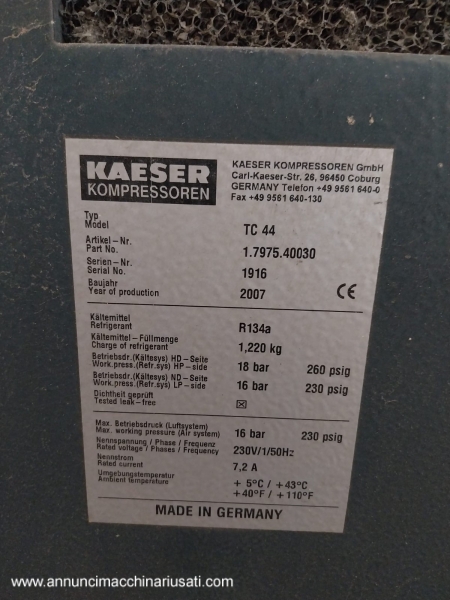 KAESER
KOMPRESSOREN
KAESER KOMPRESSOREN GmbH
Carl-Kaeser-Str. 26, 96450 Coburg
GERMANY Telefon +49 9561 640-0
Fax +49 9561 640-130
Typ
Model TC 44
Artikel-Nr.
Part No. 1.7975.40030
Serien-Nr.
Serial No. 1916
Baujahr
Year of production 2007 CE
Kältemittel
Refrigerant R134a
Kältemittel-Füllmenge
Charge of refrigerant 1,220 kg
Betriebsdr.(Kältesys) HD-Seite
Work.press.(Refr.sys) HP-side 18 bar 260 psig
Betriebsdr.(Kältesys) ND-Seite
Work.press.(Refr.sys) LP-side 16 bar 230 psig
Dichtheit geprüft
Tested leak-free ☒
Max. Betriebsdruck (Luftsystem)
Max. working pressure (Air system) 16 bar 230 psig
Nennspannung / Phase / Frequenz
Rated voltage / Phases / Frequency 230V/1/50Hz
Nennstrom
Rated current 7,2 A
Umgebungstemperatur
Ambient temperature + 5°C / +43°C
+40°F / +110°F
MADE IN GERMANY
www.annuncimacchinariusati.com